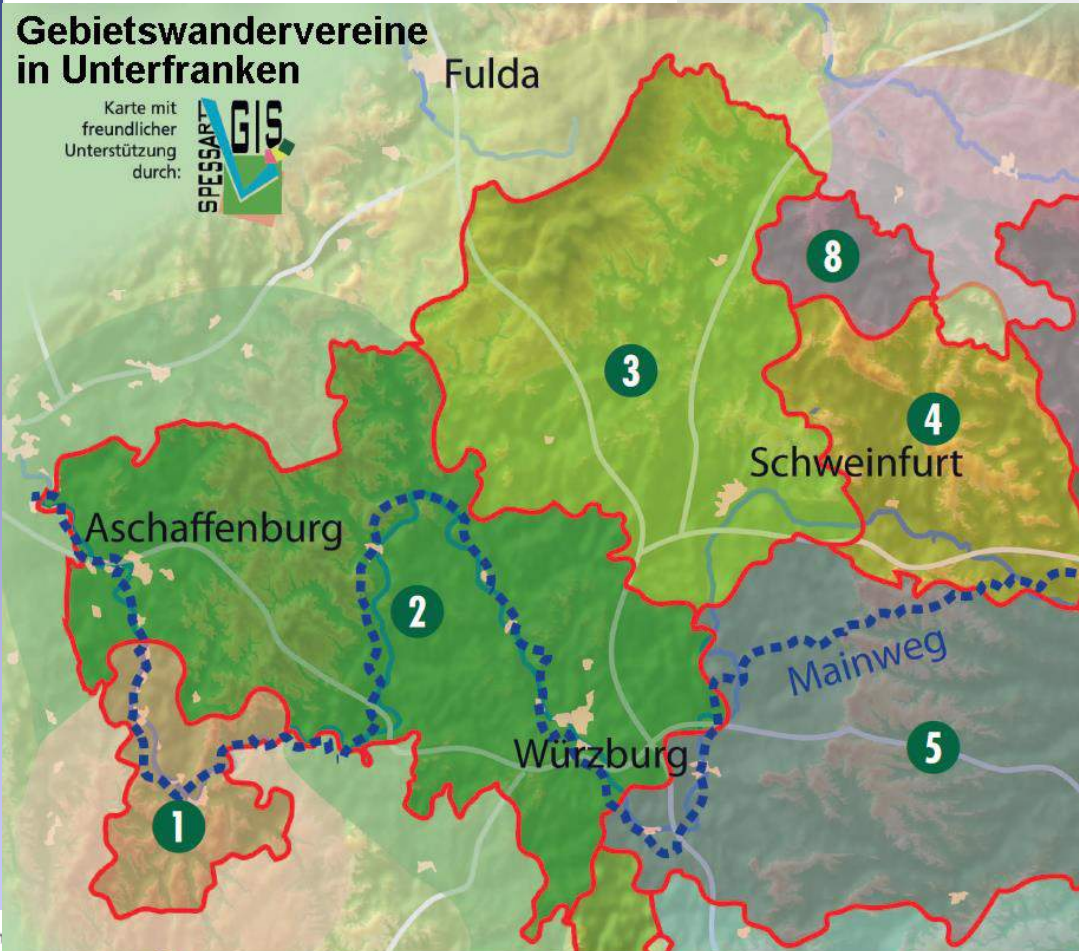 Gebietswandervereine
in Unterfranken
Karte mit
freundlicher
Unterstützung
durch:
SPESSART
GIS
Fulda
8
3
4
Schweinfurt
Aschaffenburg
2
Mainweg
Würzburg
5
1